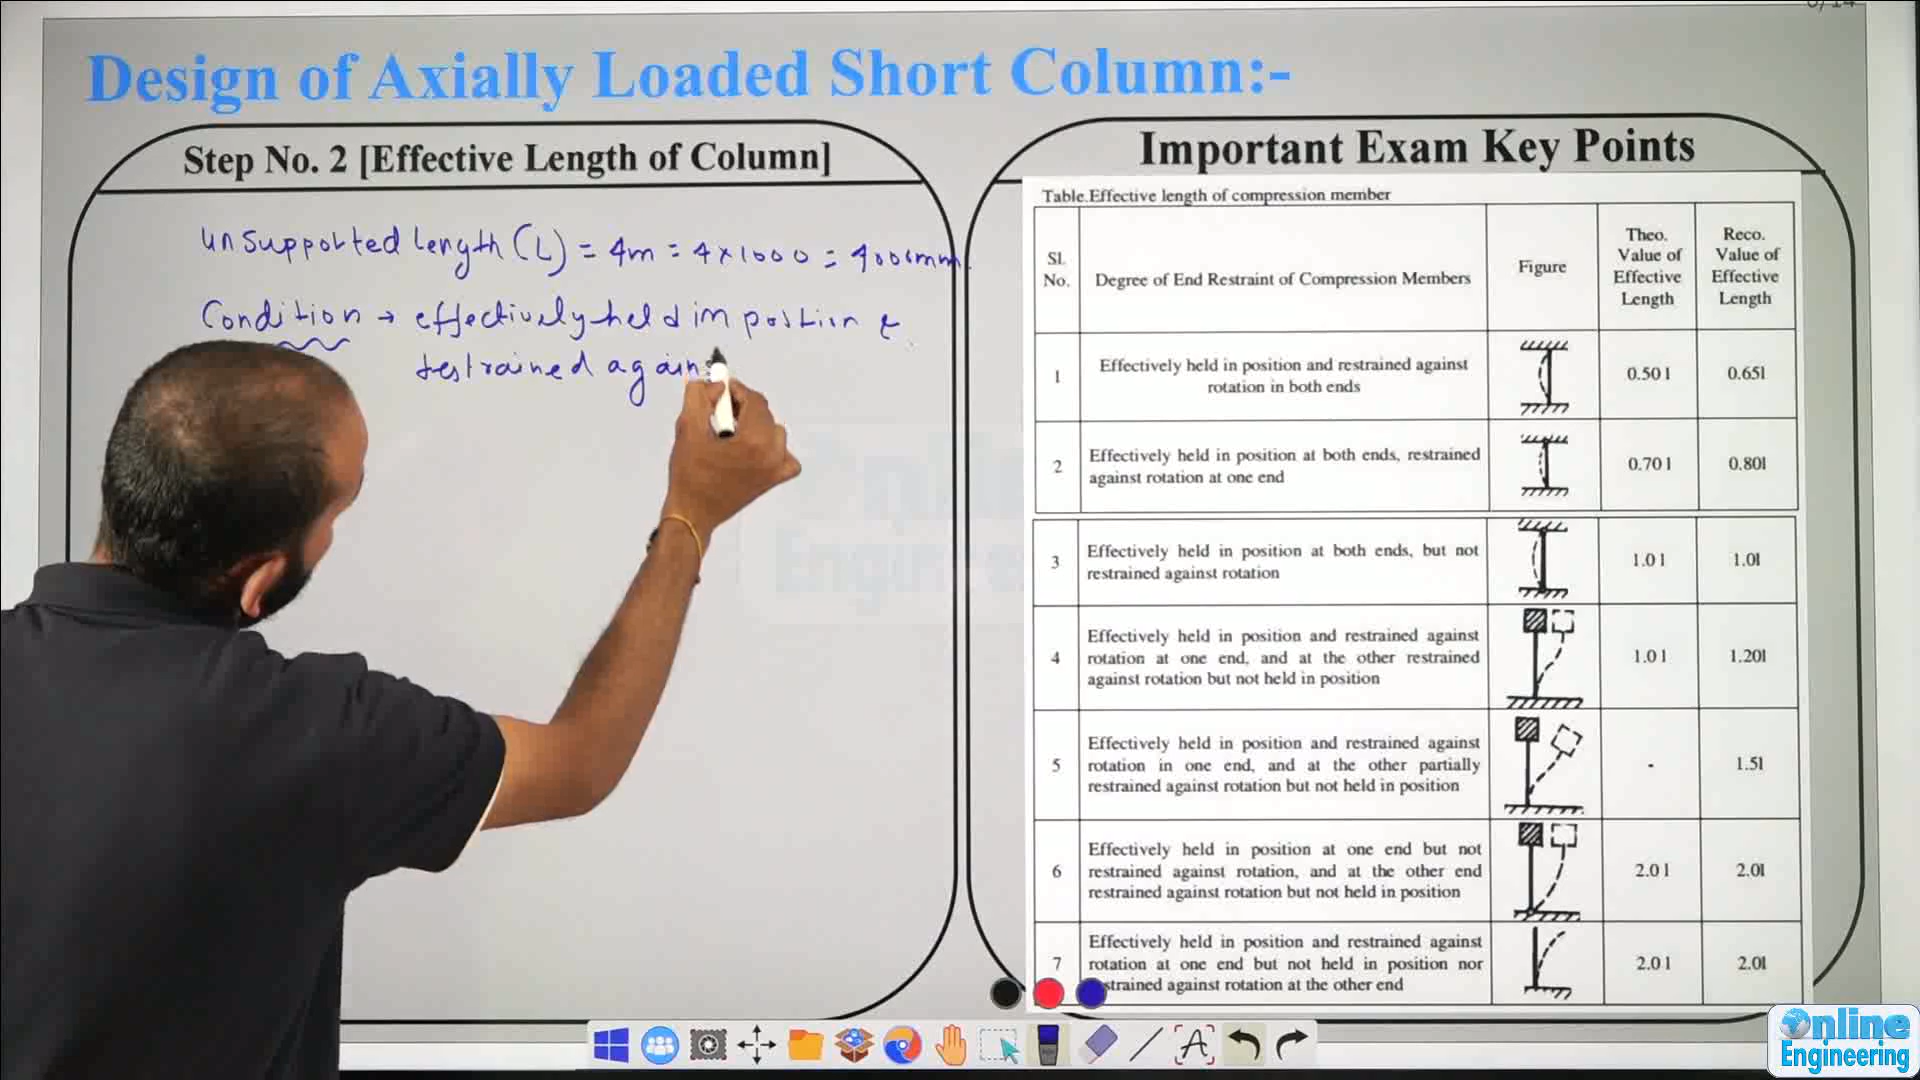 Design of Axially Loaded Short Column:-
Step No. 2 [Effective Length of Column]
Unsupported length (L) = 4m = 4×1000 = 4000mm.
Condition → effectively held in position &
restrained agains
Important Exam Key Points
Table.Effective length of compression member
Sl. No. Degree of End Restraint of Compression Members Figure Theo. Value of Effective Length Reco. Value of Effective Length
1 Effectively held in position and restrained against rotation in both ends 0.50 l 0.65l
2 Effectively held in position at both ends, restrained against rotation at one end 0.70 l 0.80l
3 Effectively held in position at both ends, but not restrained against rotation 1.0 l 1.0l
4 Effectively held in position and restrained against rotation at one end, and at the other restrained against rotation but not held in position 1.0 l 1.20l
5 Effectively held in position and restrained against rotation in one end, and at the other partially restrained against rotation but not held in position - 1.5l
6 Effectively held in position at one end but not restrained against rotation, and at the other end restrained against rotation but not held in position 2.0 l 2.0l
7 Effectively held in position and restrained against rotation at one end but not held in position nor strained against rotation at the other end 2.0 l 2.0l
Online
Engineering